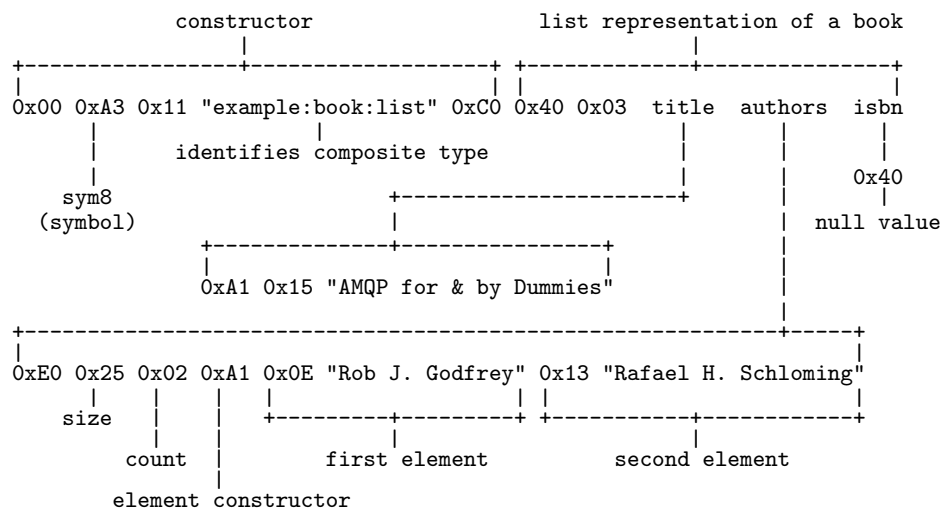 constructor list representation of a book
0x00 0xA3 0x11 "example:book:list" 0xC0 0x40 0x03 title authors isbn
identifies composite type
0x40
sym8
(symbol) null value
0xA1 0x15 "AMQP for & by Dummies"
0xE0 0x25 0x02 0xA1 0x0E "Rob J. Godfrey" 0x13 "Rafael H. Schloming"
size
count first element second element
element constructor